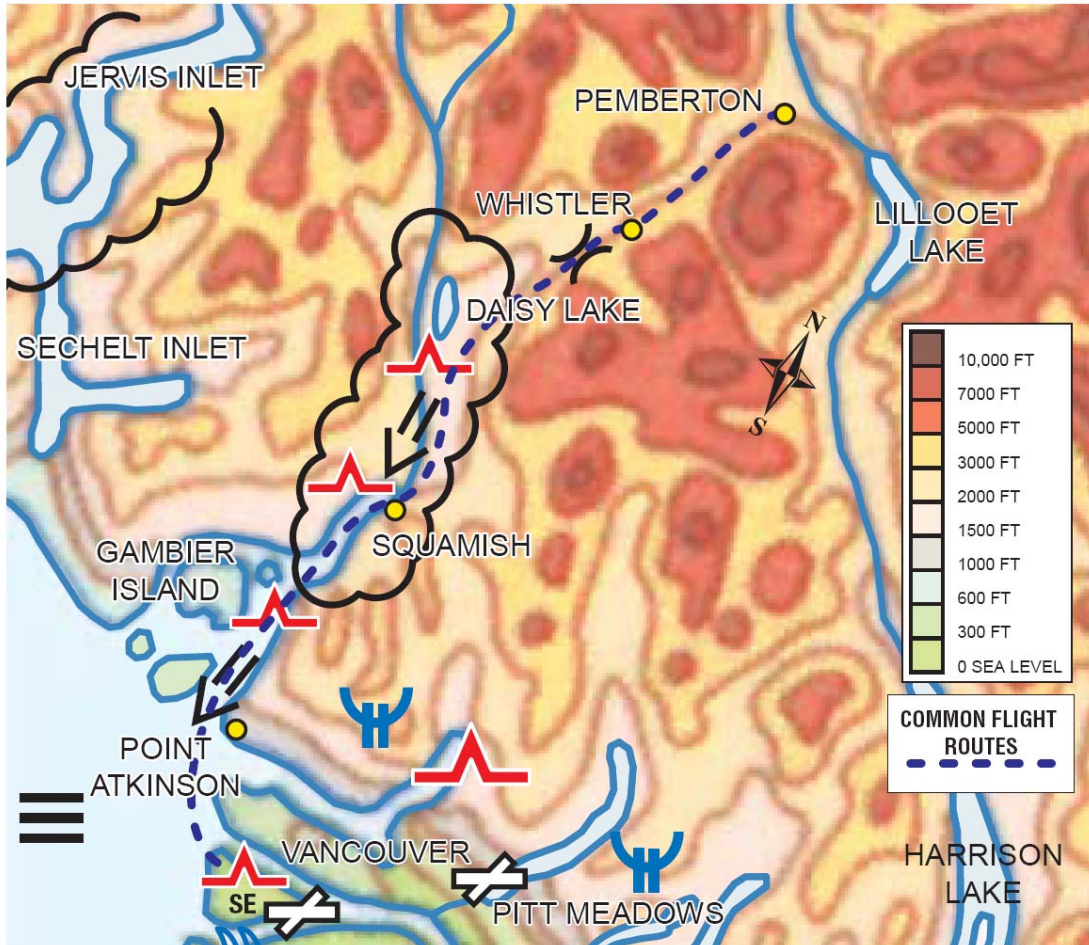 JERVIS INLET
PEMBERTON
WHISTLER
LILLOOET
LAKE
DAISY LAKE
SECHELT INLET
N
S
10,000 FT
7000 FT
5000 FT
3000 FT
2000 FT
1500 FT
1000 FT
600 FT
300 FT
0 SEA LEVEL
SQUAMISH
GAMBIER
ISLAND
COMMON FLIGHT
ROUTES
POINT
ATKINSON
VANCOUVER
SE
PITT MEADOWS
HARRISON
LAKE